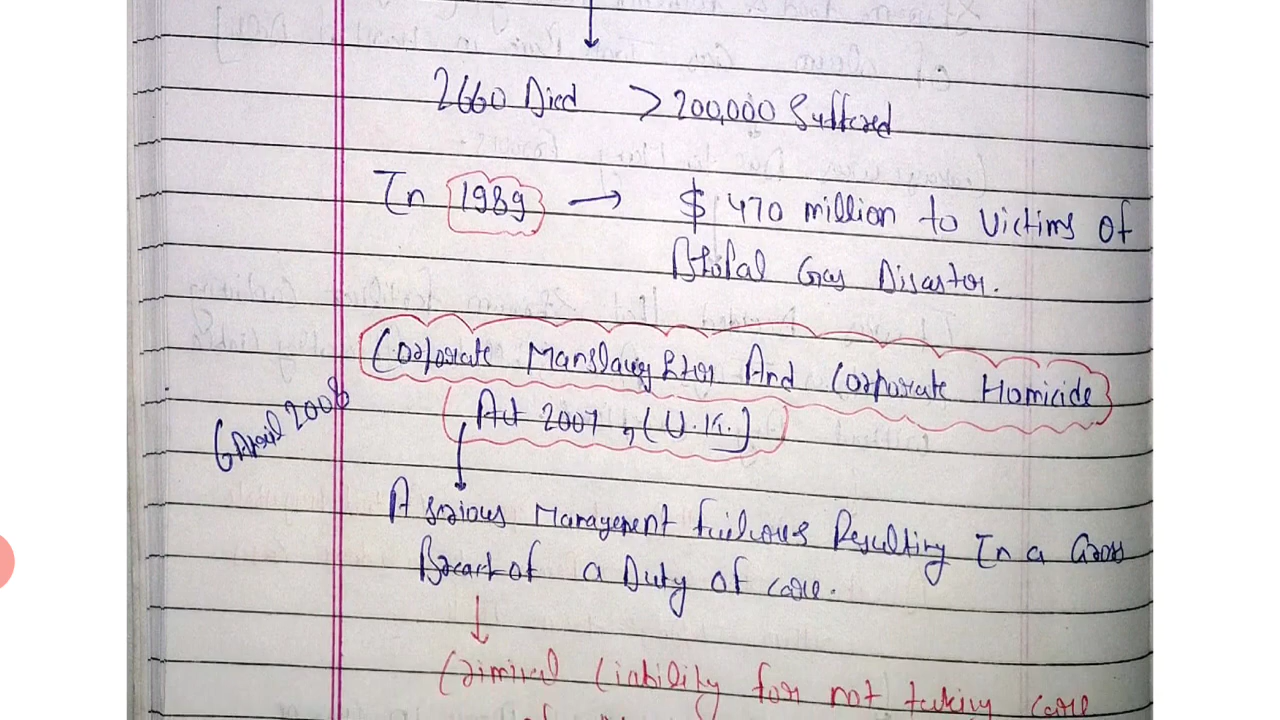 2660 Died >200,000 Suffered
In 1989 → $ 470 million to Victims of
Bhopal Gas Disaster.
Corporate Manslaughter And Corporate Homicide
Act 2007, (U.K.)
6 April 2008
A serious Management failure Resulting In a Gross
Breach of a Duty of care.
Criminal Liability for not taking care